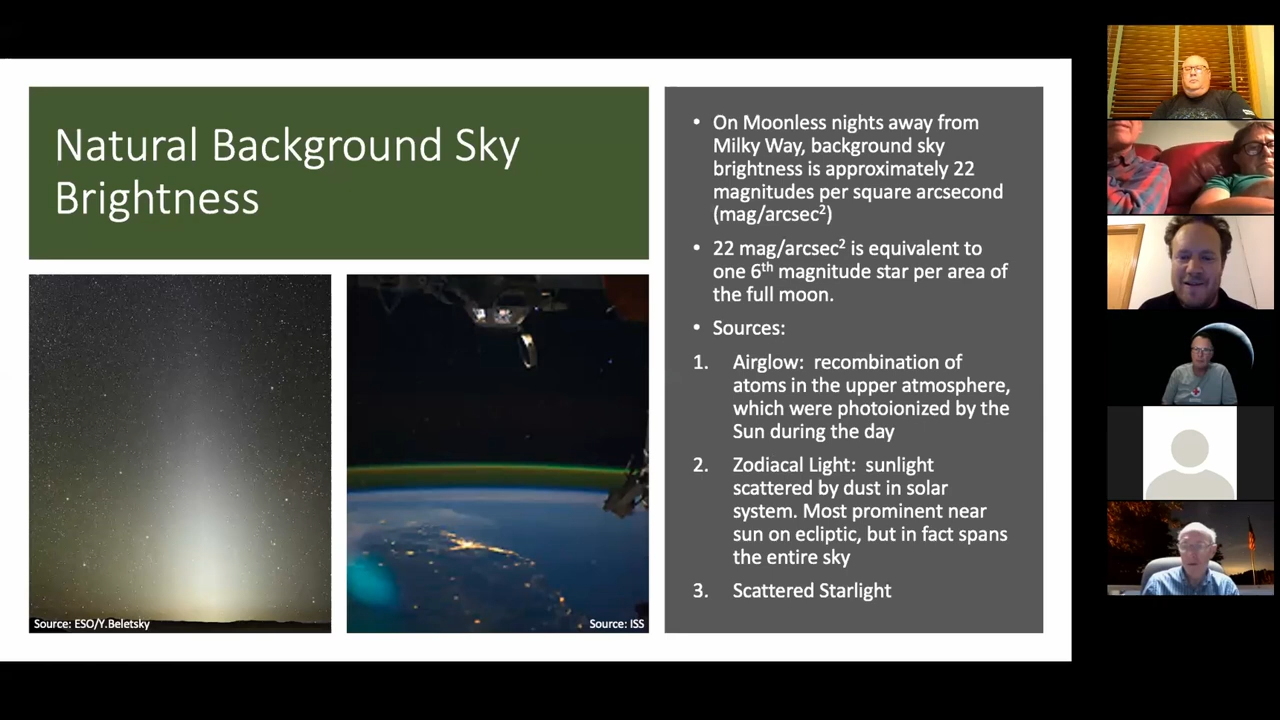 Natural Background Sky
Brightness
Source: ESO/Y.Beletsky
Source: ISS
• On Moonless nights away from
Milky Way, background sky
brightness is approximately 22
magnitudes per square arcsecond
(mag/arcsec²)
• 22 mag/arcsec² is equivalent to
one 6th magnitude star per area of
the full moon.
• Sources:
1. Airglow: recombination of
atoms in the upper atmosphere,
which were photoionized by the
Sun during the day
2. Zodiacal Light: sunlight
scattered by dust in solar
system. Most prominent near
sun on ecliptic, but in fact spans
the entire sky
3. Scattered Starlight